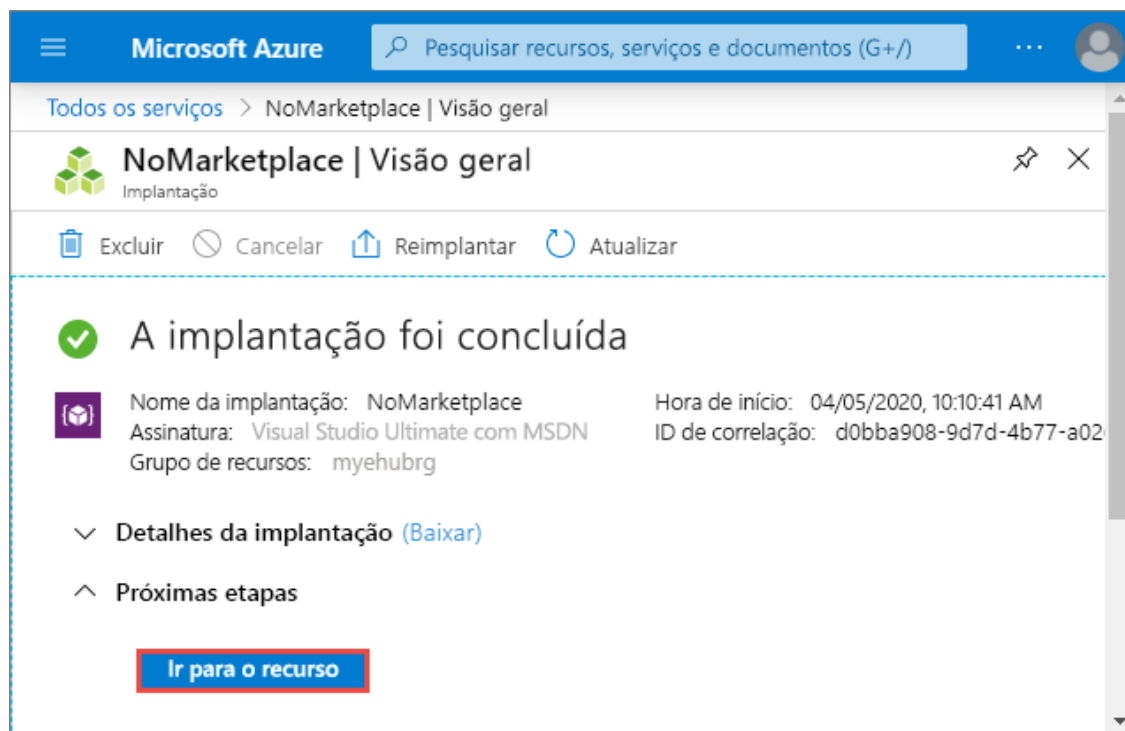 Microsoft Azure
Pesquisar recursos, serviços e documentos (G+/)
Todos os serviços > NoMarketplace | Visão geral
NoMarketplace | Visão geral
Implantação
Excluir Cancelar Reimplantar Atualizar
A implantação foi concluída
Nome da implantação: NoMarketplace Hora de início: 04/05/2020, 10:10:41 AM
Assinatura: Visual Studio Ultimate com MSDN ID de correlação: d0bba908-9d7d-4b77-a02
Grupo de recursos: myehubrg
Detalhes da implantação (Baixar)
Próximas etapas
Ir para o recurso